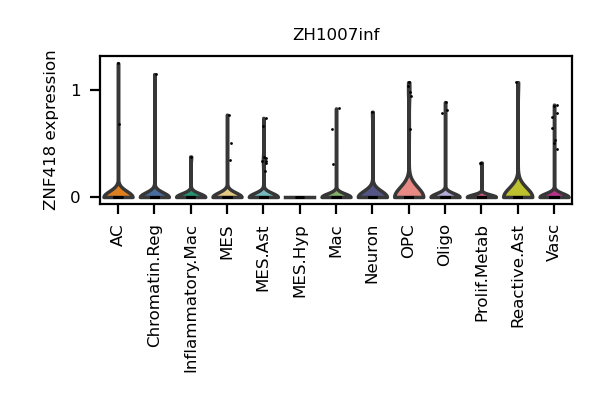 ZH1007inf
ZNF418 expression
1
0
AC
Chromatin.Reg
Inflammatory.Mac
MES
MES.Ast
MES.Hyp
Mac
Neuron
OPC
Oligo
Prolif.Metab
Reactive.Ast
Vasc